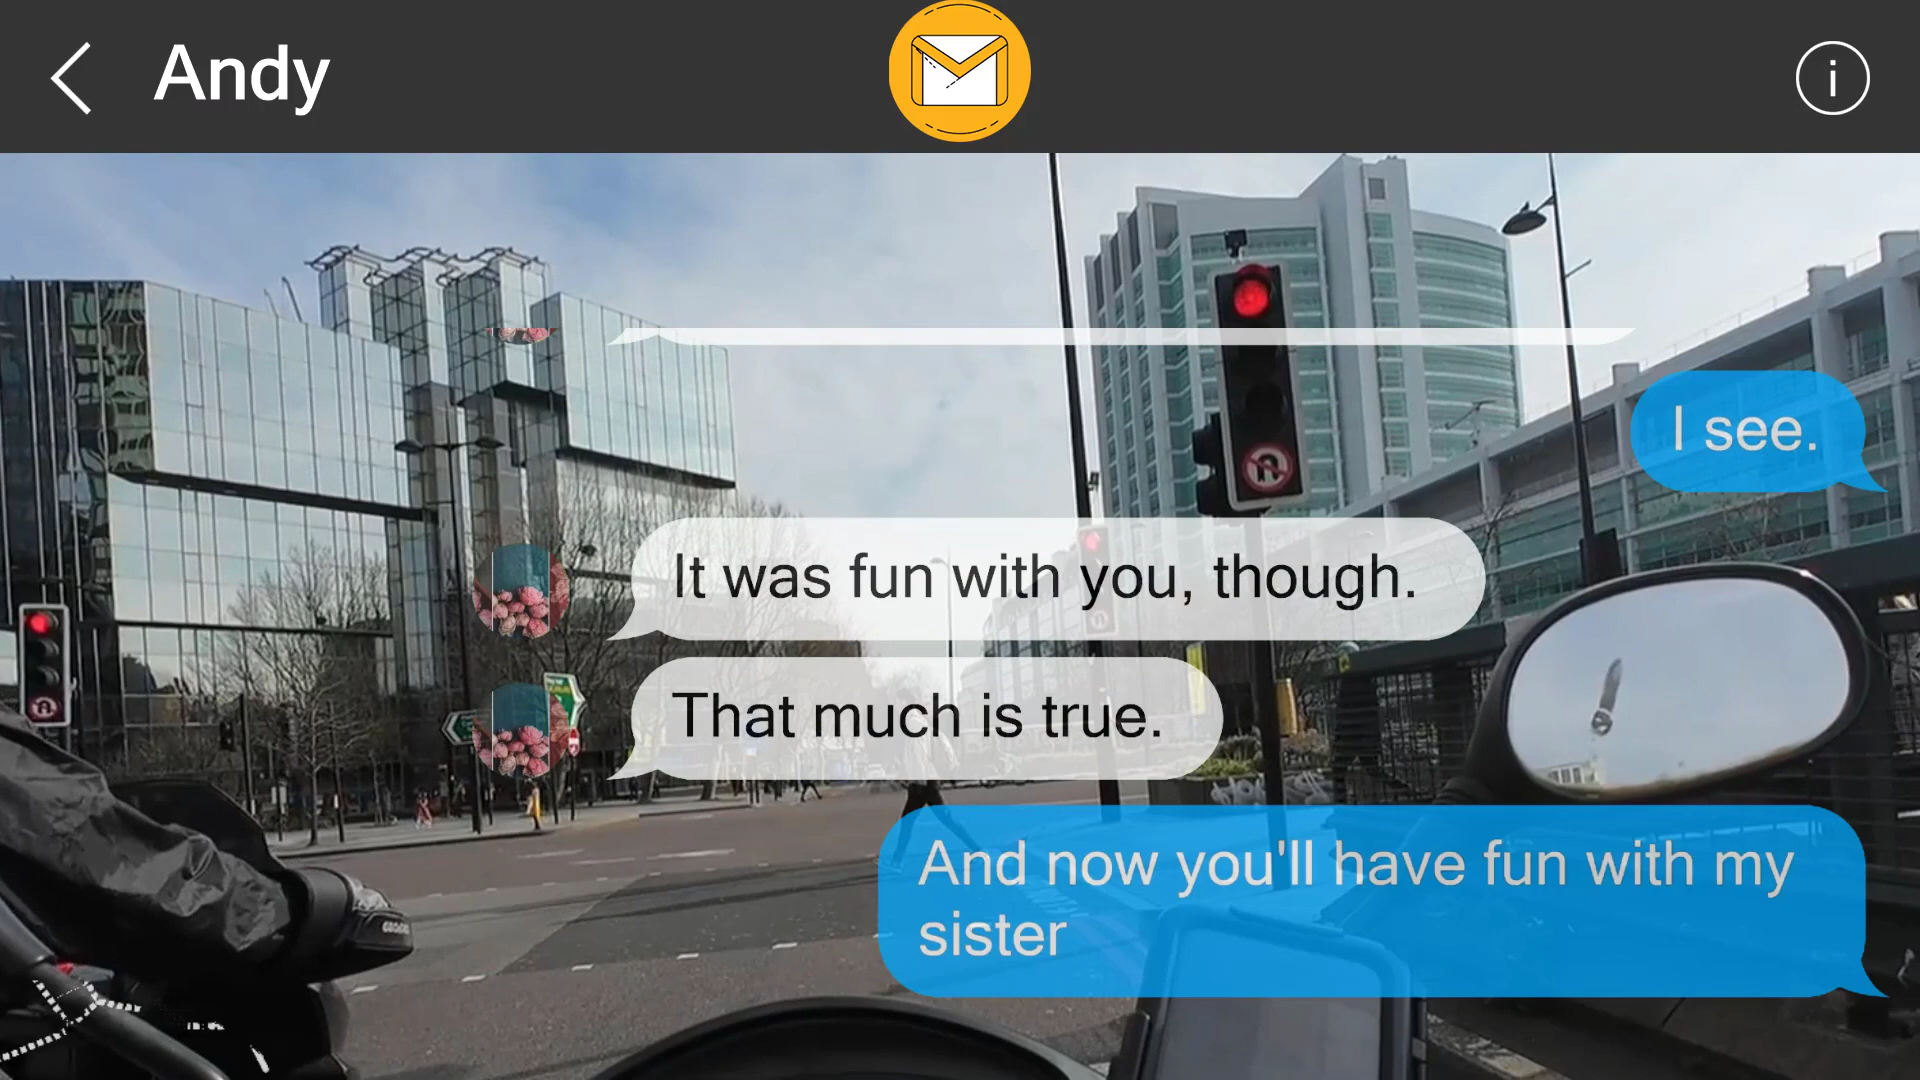 Andy
i
I see.
It was fun with you, though.
That much is true.
And now you'll have fun with my
sister